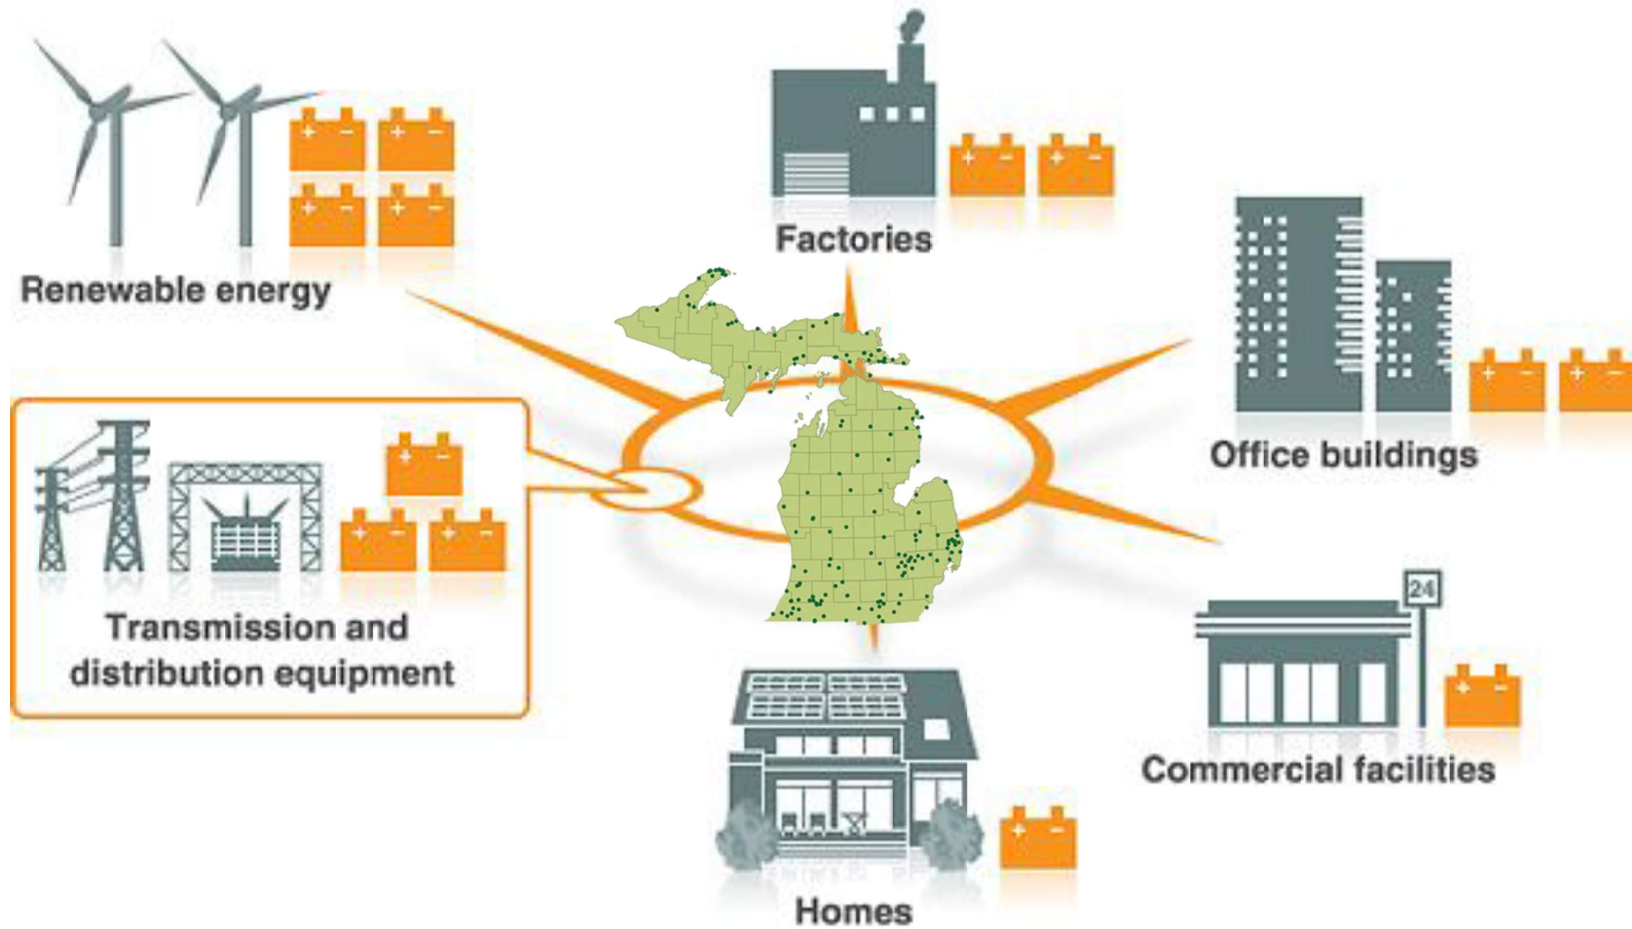 Factories
Renewable energy
Office buildings
Transmission and
distribution equipment
24
Commercial facilities
Homes